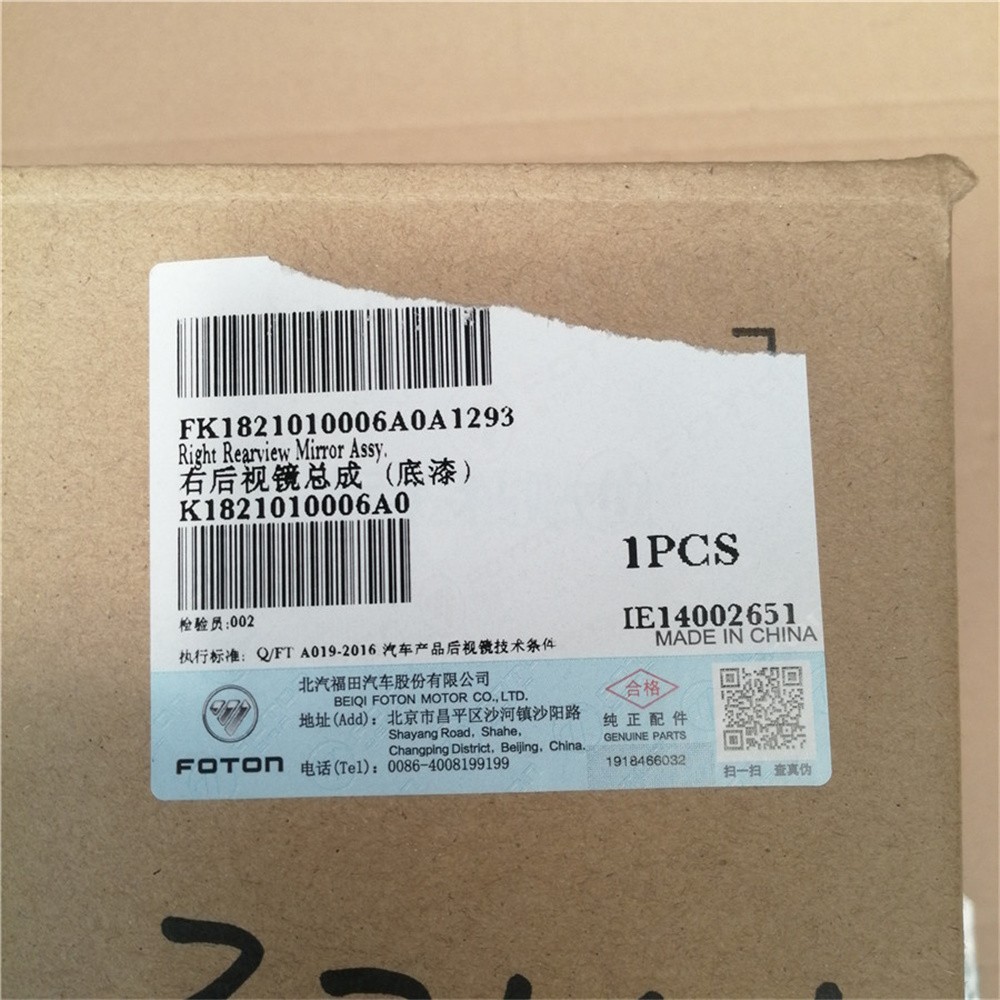 FK1821010006A0A1293
Right Rearview Mirror Assy.
右后视镜总成 (底漆)
K1821010006A0
1PCS
检验员:002
IE14002651
MADE IN CHINA
执行标准: Q/FT A019-2016 汽车产品后视镜技术条件
北汽福田汽车股份有限公司
BEIQI FOTON MOTOR CO.,LTD.
地址(Add): 北京市昌平区沙河镇沙阳路
Shayang Road, Shahe,
Changping District, Beijing, China.
电话(Tel): 0086-4008199199
FOTON
合格
纯正配件
GENUINE PARTS
1918466032
扫一扫 查真伪